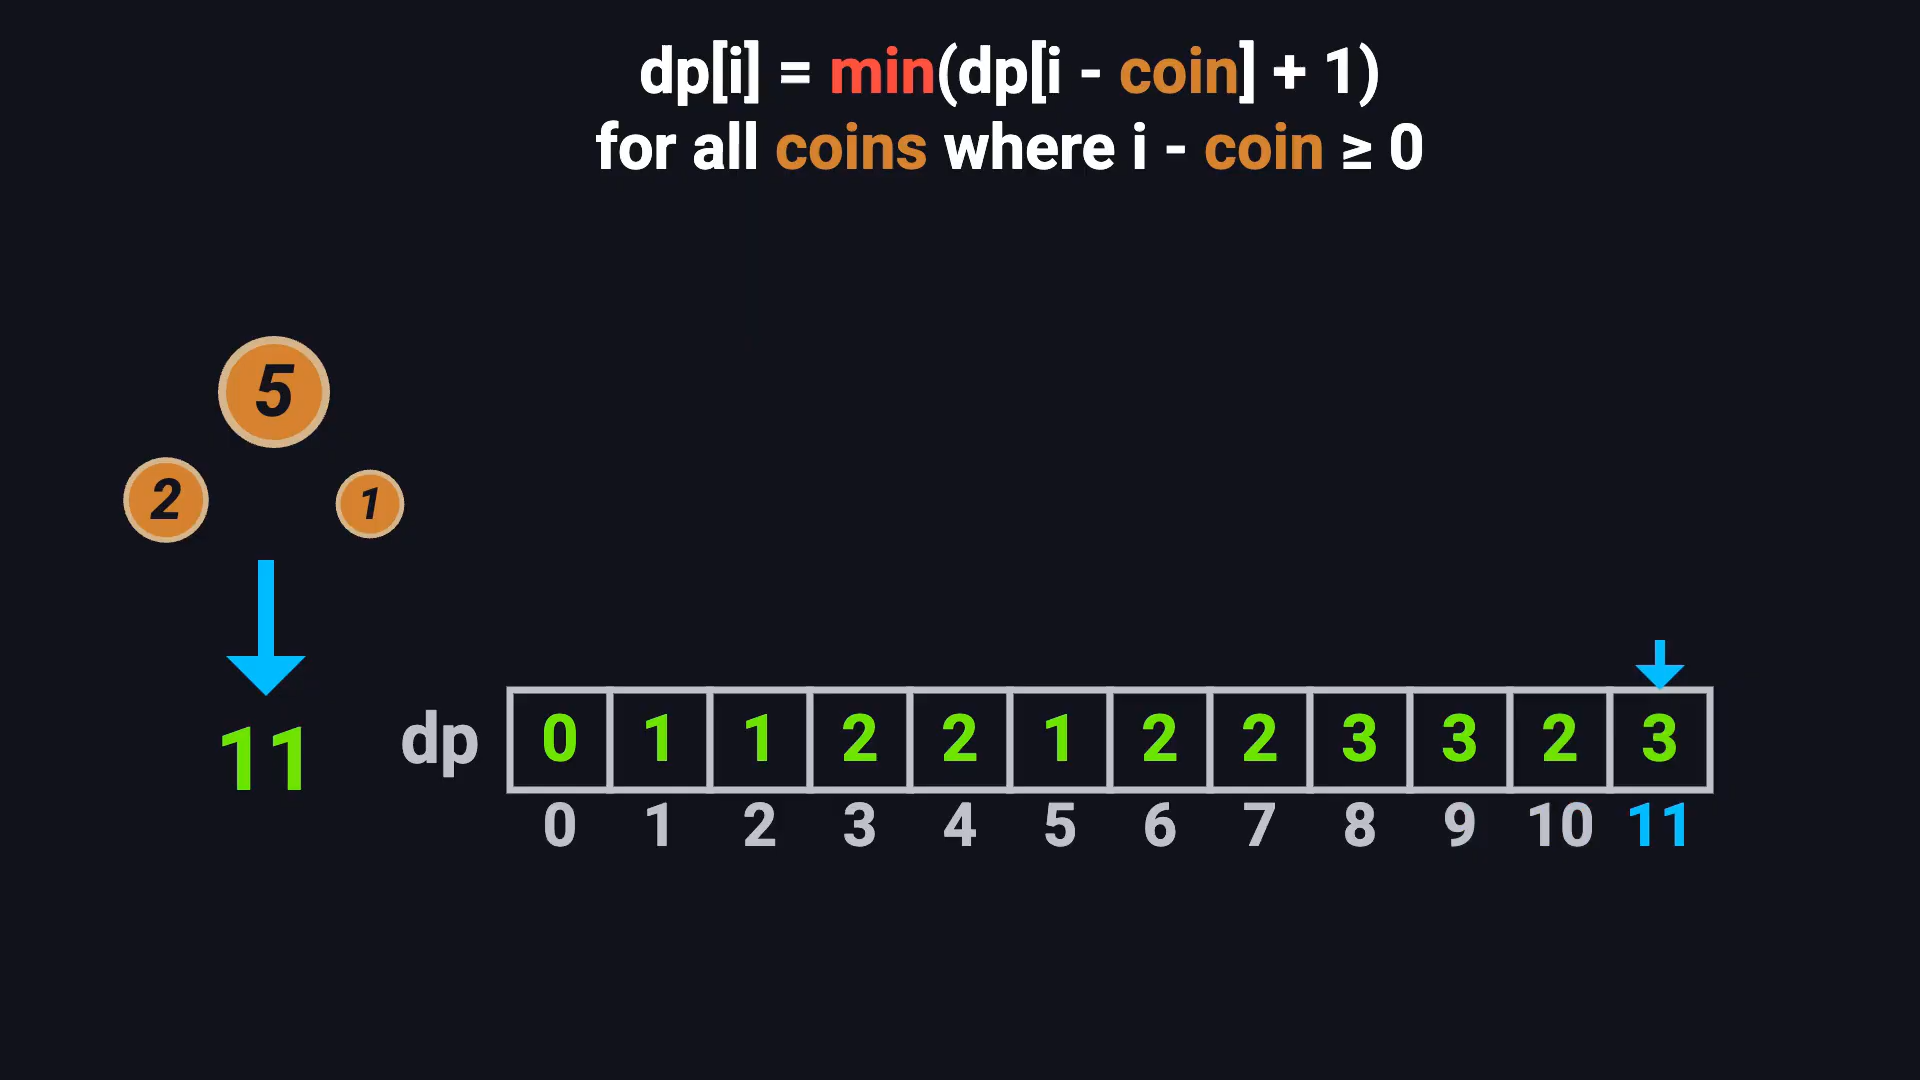 dp[i] = min(dp[i - coin] + 1)
for all coins where i - coin ≥ 0
5
2
1
11
dp
0 1 1 2 2 1 2 2 3 3 2 3
0 1 2 3 4 5 6 7 8 9 10 11